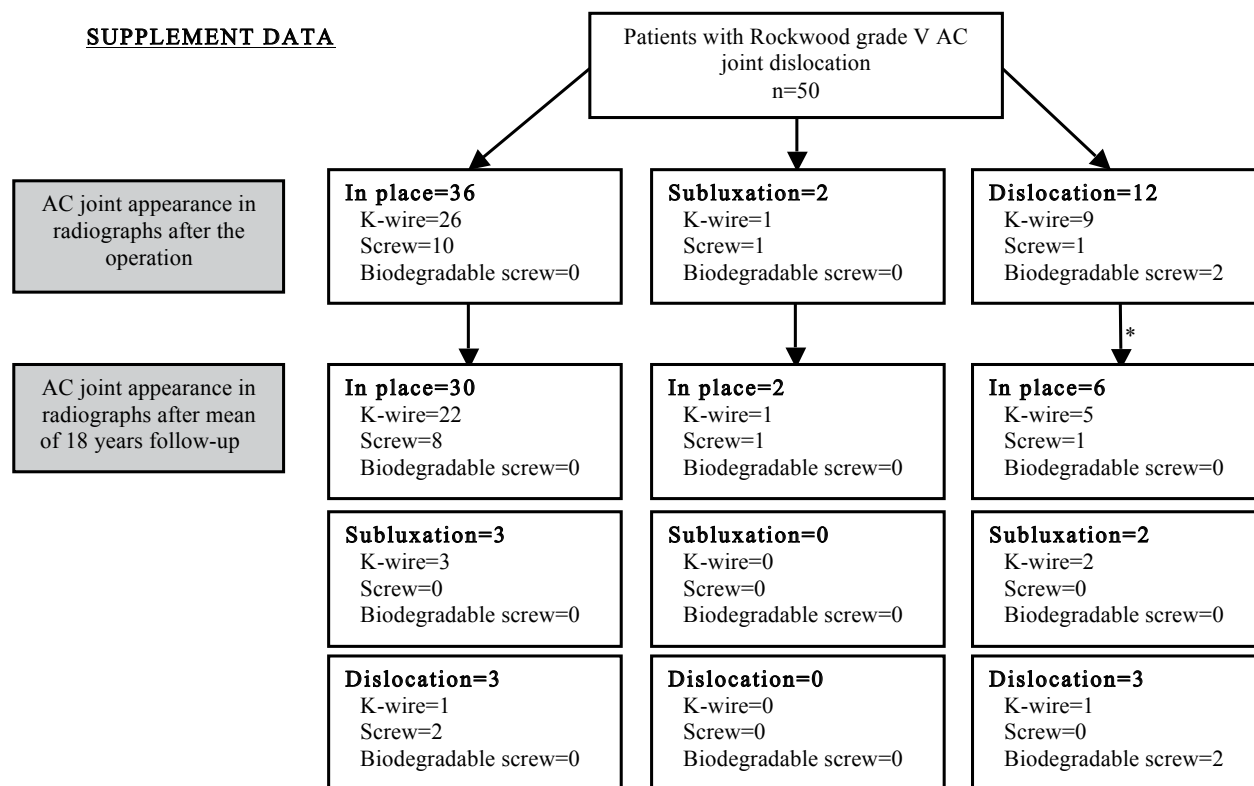 SUPPLEMENT DATA
Patients with Rockwood grade V AC
joint dislocation
n=50
AC joint appearance in
radiographs after the
operation
In place=36
K-wire=26
Screw=10
Biodegradable screw=0
Subluxation=2
K-wire=1
Screw=1
Biodegradable screw=0
Dislocation=12
K-wire=9
Screw=1
Biodegradable screw=2
*
AC joint appearance in
radiographs after mean
of 18 years follow-up
In place=30
K-wire=22
Screw=8
Biodegradable screw=0
In place=2
K-wire=1
Screw=1
Biodegradable screw=0
In place=6
K-wire=5
Screw=1
Biodegradable screw=0
Subluxation=3
K-wire=3
Screw=0
Biodegradable screw=0
Subluxation=0
K-wire=0
Screw=0
Biodegradable screw=0
Subluxation=2
K-wire=2
Screw=0
Biodegradable screw=0
Dislocation=3
K-wire=1
Screw=2
Biodegradable screw=0
Dislocation=0
K-wire=0
Screw=0
Biodegradable screw=0
Dislocation=3
K-wire=1
Screw=0
Biodegradable screw=2